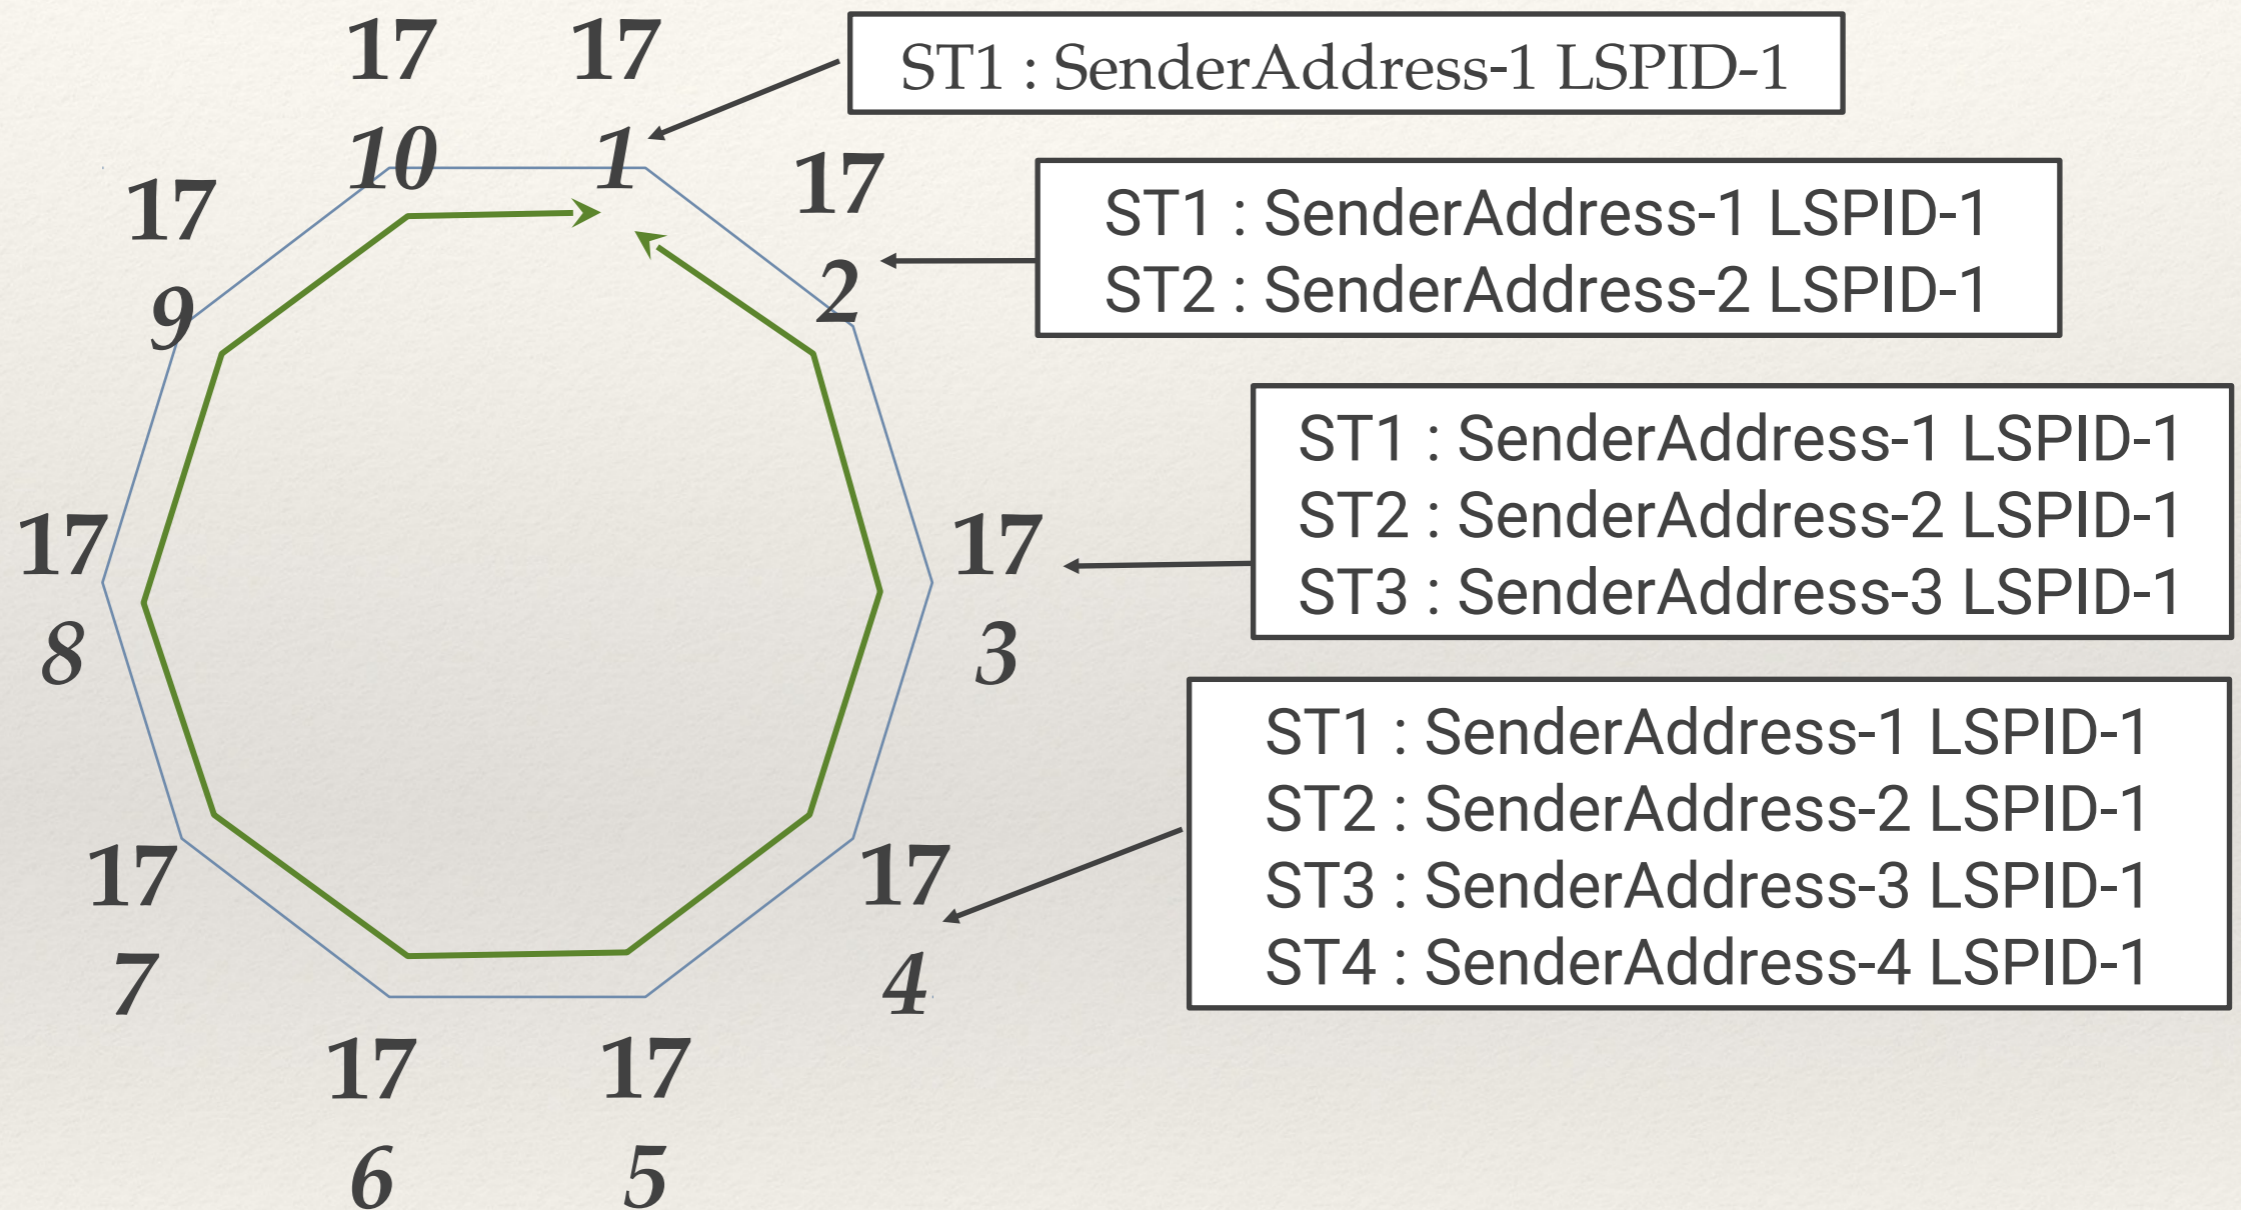 17
10
17
1
ST1 : SenderAddress-1 LSPID-1
17
2
ST1 : SenderAddress-1 LSPID-1
ST2 : SenderAddress-2 LSPID-1
17
9
17
3
ST1 : SenderAddress-1 LSPID-1
ST2 : SenderAddress-2 LSPID-1
ST3 : SenderAddress-3 LSPID-1
17
8
17
4
ST1 : SenderAddress-1 LSPID-1
ST2 : SenderAddress-2 LSPID-1
ST3 : SenderAddress-3 LSPID-1
ST4 : SenderAddress-4 LSPID-1
17
7
17
6
17
5